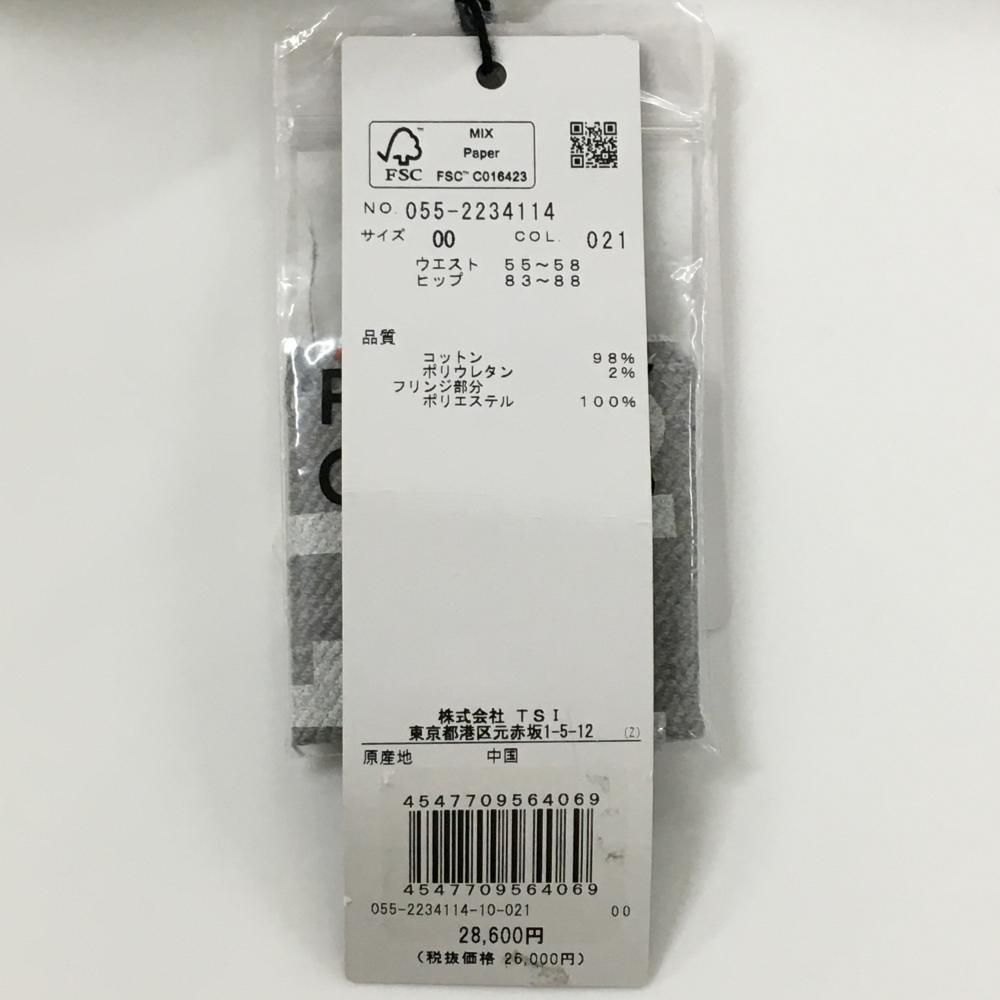 MIX
Paper
FSC™ C016423
FSC
NO. 055-2234114
サイズ 00 COL. 021
ウエスト 55～58
ヒップ 83～88
品質
コットン 98%
ポリウレタン 2%
フリンジ部分
ポリエステル 100%
株式会社 TSI
東京都港区元赤坂1-5-12 (Z)
原産地 中国
4547709564069
4547709564069
055-2234114-10-021 00
28,600円
(税抜価格 26,000円)